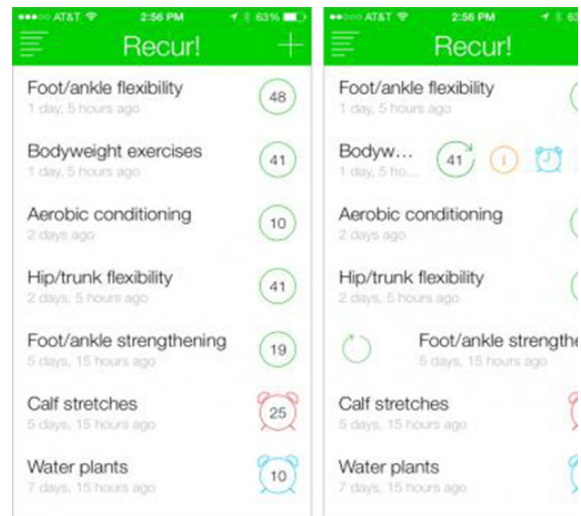 AT&T 2:56 PM 63%
Recur!
Foot/ankle flexibility
1 day, 5 hours ago
48
Bodyweight exercises
1 day, 5 hours ago
41
Aerobic conditioning
2 days ago
10
Hip/trunk flexibility
2 days, 5 hours ago
41
Foot/ankle strengthening
5 days, 15 hours ago
19
Calf stretches
5 days, 15 hours ago
25
Water plants
7 days, 15 hours ago
10
AT&T 2:56 PM
Recur!
Foot/ankle flexibility
1 day, 5 hours ago
Bodyw...
1 day, 5 ho...
41
i
Aerobic conditioning
2 days ago
Hip/trunk flexibility
2 days, 5 hours ago
Foot/ankle strengthe
5 days, 15 hours ago
Calf stretches
5 days, 15 hours ago
Water plants
7 days, 15 hours ago